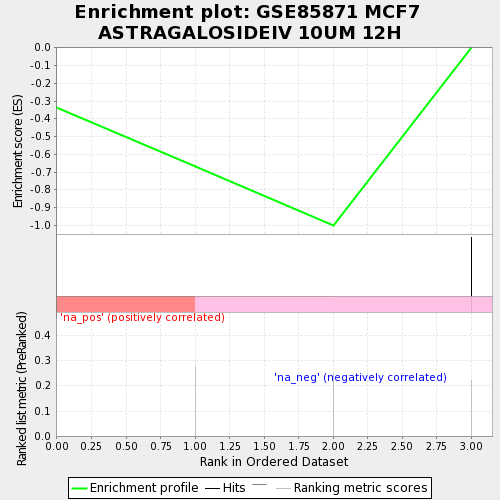 Enrichment plot: GSE85871 MCF7
ASTRAGALOSIDEIV 10UM 12H
Enrichment score (ES)
0.0
-0.1
-0.2
-0.3
-0.4
-0.5
-0.6
-0.7
-0.8
-0.9
-1.0
'na_pos' (positively correlated)
'na_neg' (negatively correlated)
Ranked list metric (PreRanked)
0.4
0.3
0.2
0.1
0.0
0.00 0.25 0.50 0.75 1.00 1.25 1.50 1.75 2.00 2.25 2.50 2.75 3.00
Rank in Ordered Dataset
Enrichment profile Hits Ranking metric scores